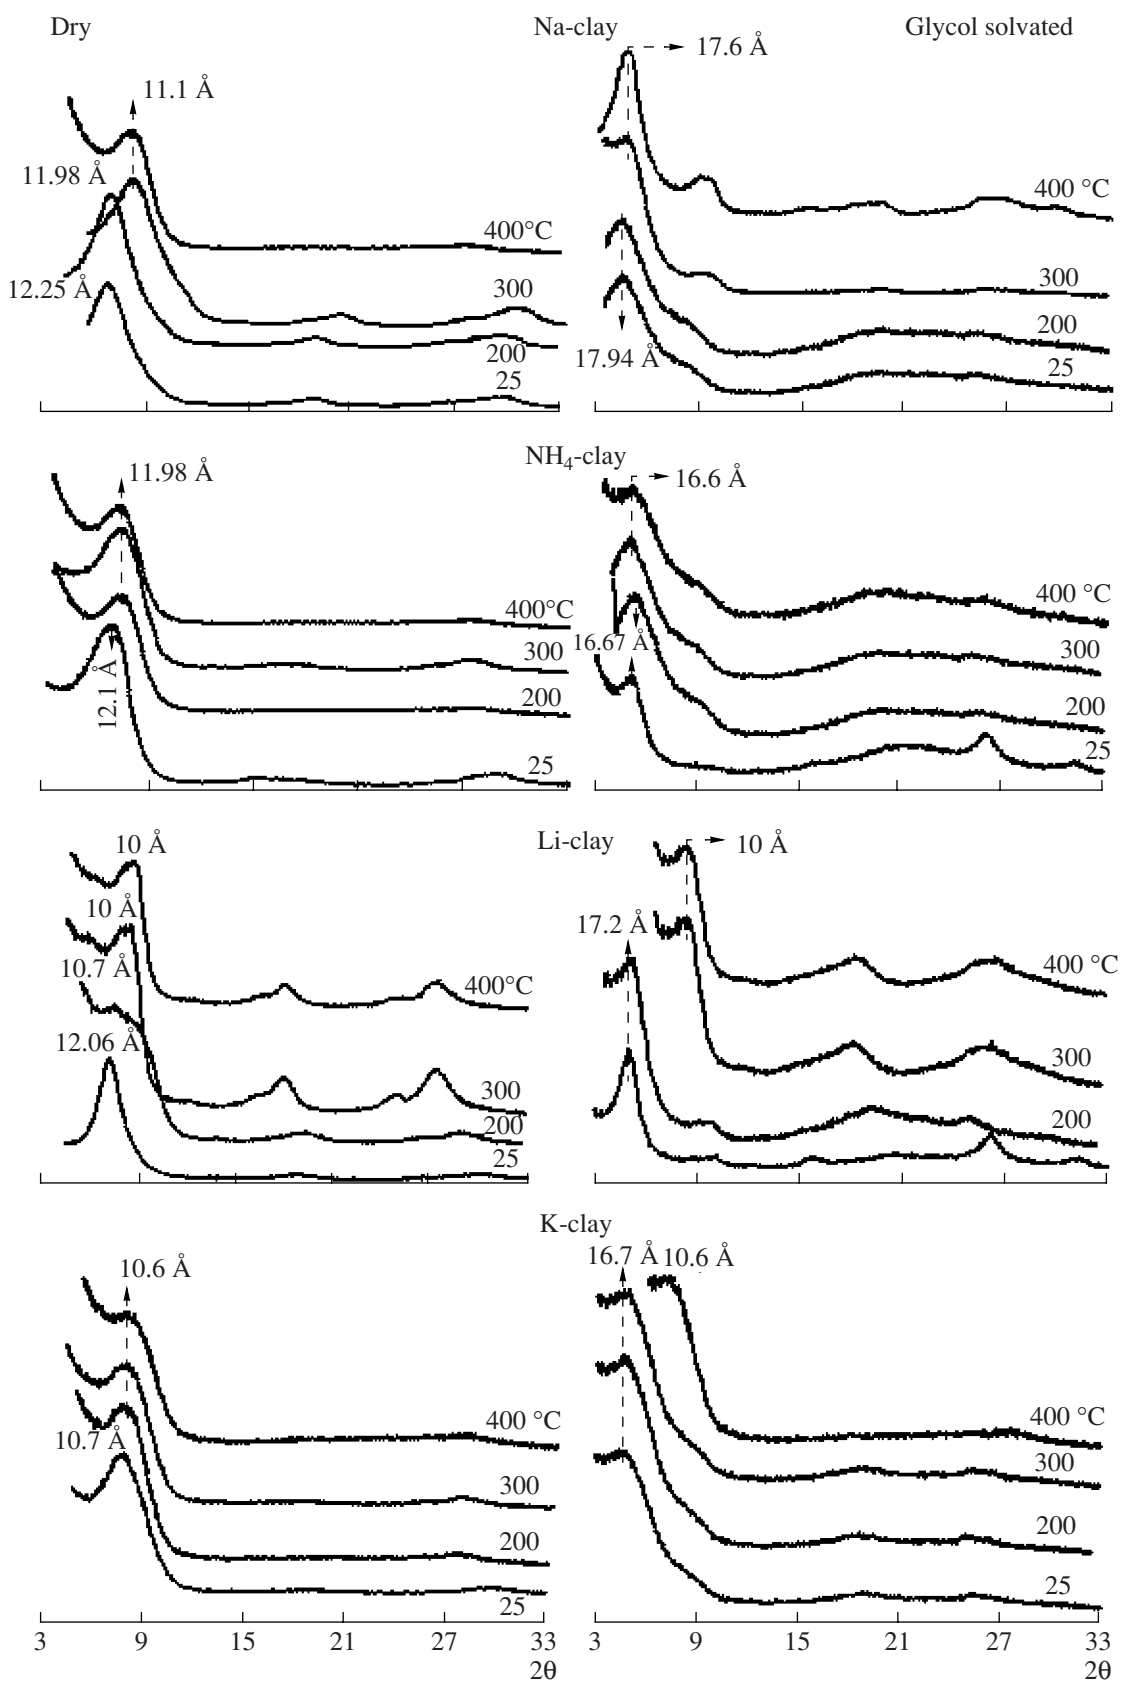 Dry Na-clay Glycol solvated
17.6 Å
11.1 Å
11.98 Å
400 °C
400°C
12.25 Å
300
300
200
200
17.94 Å
25
25
NH4-clay
11.98 Å
16.6 Å
400°C
400 °C
16.67 Å
300
300
12.1 Å
200
200
25
25
10 Å
Li-clay
10 Å
10 Å
17.2 Å
10.7 Å
400 °C
400°C
12.06 Å
300
300
200
200
25
K-clay
16.7 Å 10.6 Å
10.6 Å
400 °C
400 °C
10.7 Å
300
300
200
200
25
25
3 9 15 21 27 33
2θ
3 9 15 21 27 33
2θ